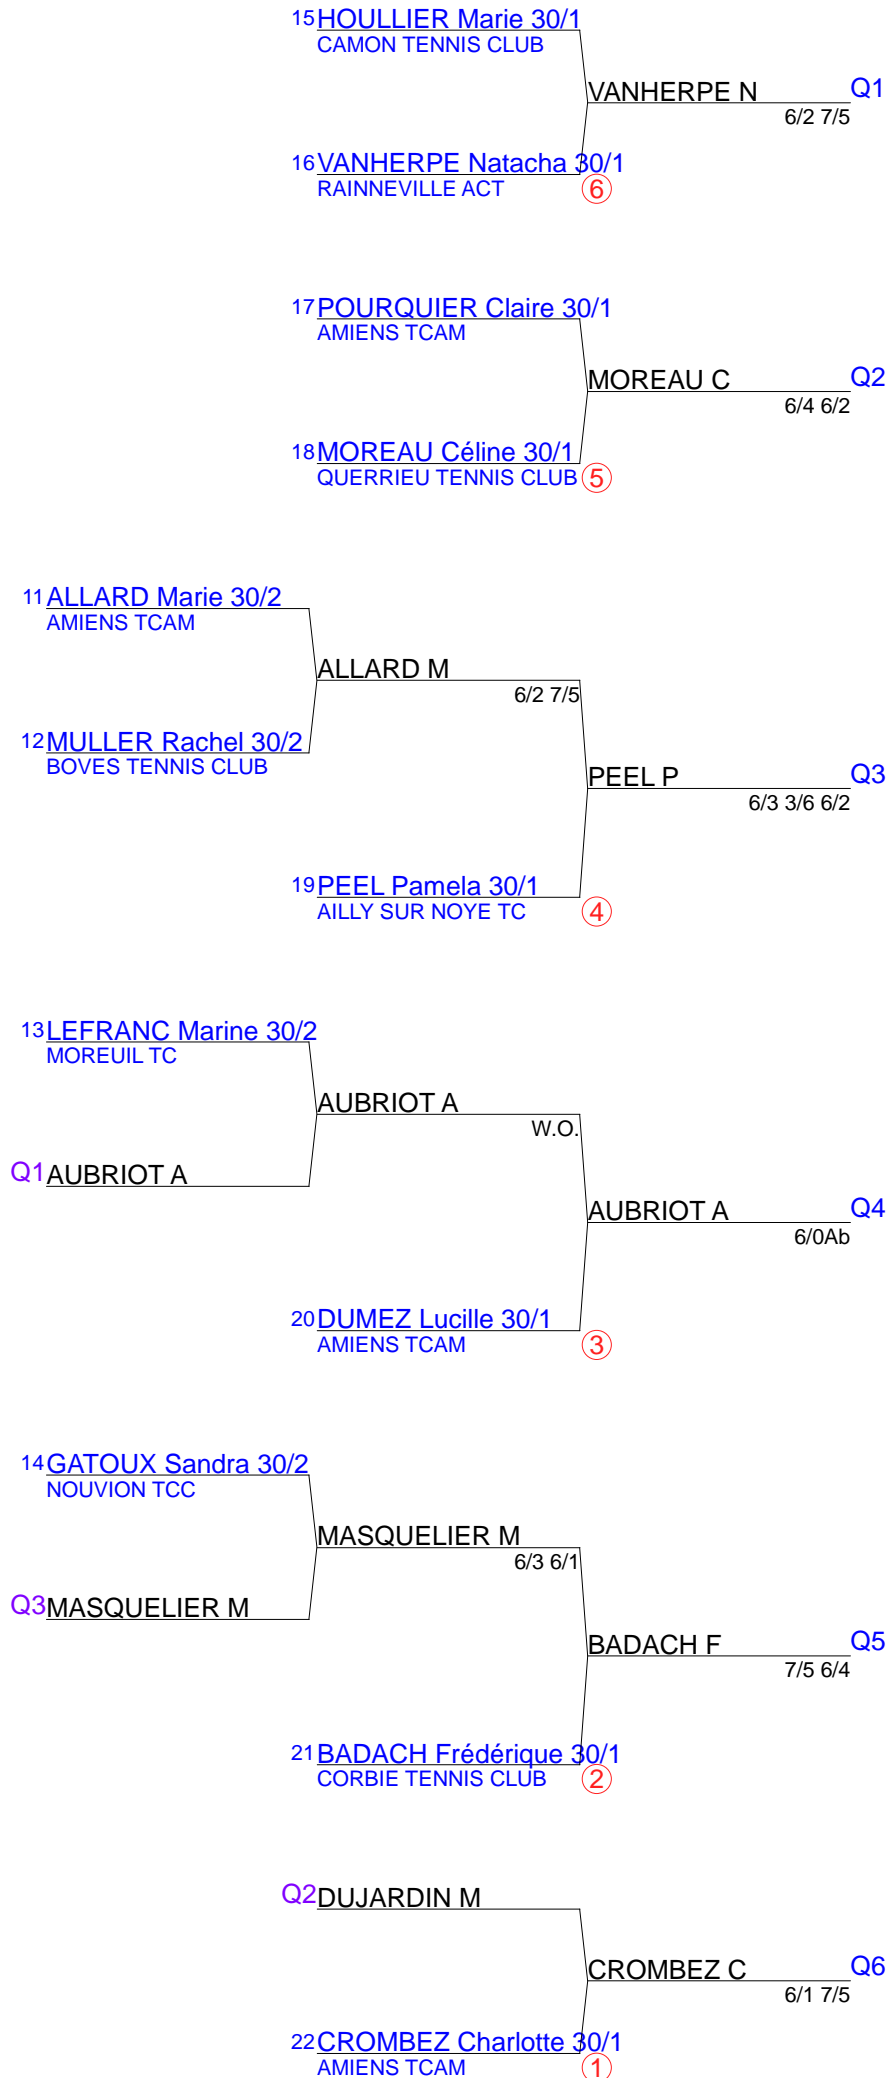 15 HOULLIER Marie 30/1
CAMON TENNIS CLUB
VANHERPE N Q1
6/2 7/5
16 VANHERPE Natacha 30/1
RAINNEVILLE ACT 6
17 POURQUIER Claire 30/1
AMIENS TCAM
MOREAU C Q2
6/4 6/2
18 MOREAU Céline 30/1
QUERRIEU TENNIS CLUB 5
11 ALLARD Marie 30/2
AMIENS TCAM
ALLARD M
6/2 7/5
12 MULLER Rachel 30/2
BOVES TENNIS CLUB
PEEL P Q3
6/3 3/6 6/2
19 PEEL Pamela 30/1
AILLY SUR NOYE TC 4
13 LEFRANC Marine 30/2
MOREUIL TC
AUBRIOT A
W.O.
Q1 AUBRIOT A
AUBRIOT A Q4
6/0Ab
20 DUMEZ Lucille 30/1
AMIENS TCAM 3
14 GATOUX Sandra 30/2
NOUVION TCC
MASQUELIER M
6/3 6/1
Q3 MASQUELIER M
BADACH F Q5
7/5 6/4
21 BADACH Frédérique 30/1
CORBIE TENNIS CLUB 2
Q2 DUJARDIN M
CROMBEZ C Q6
6/1 7/5
22 CROMBEZ Charlotte 30/1
AMIENS TCAM 1